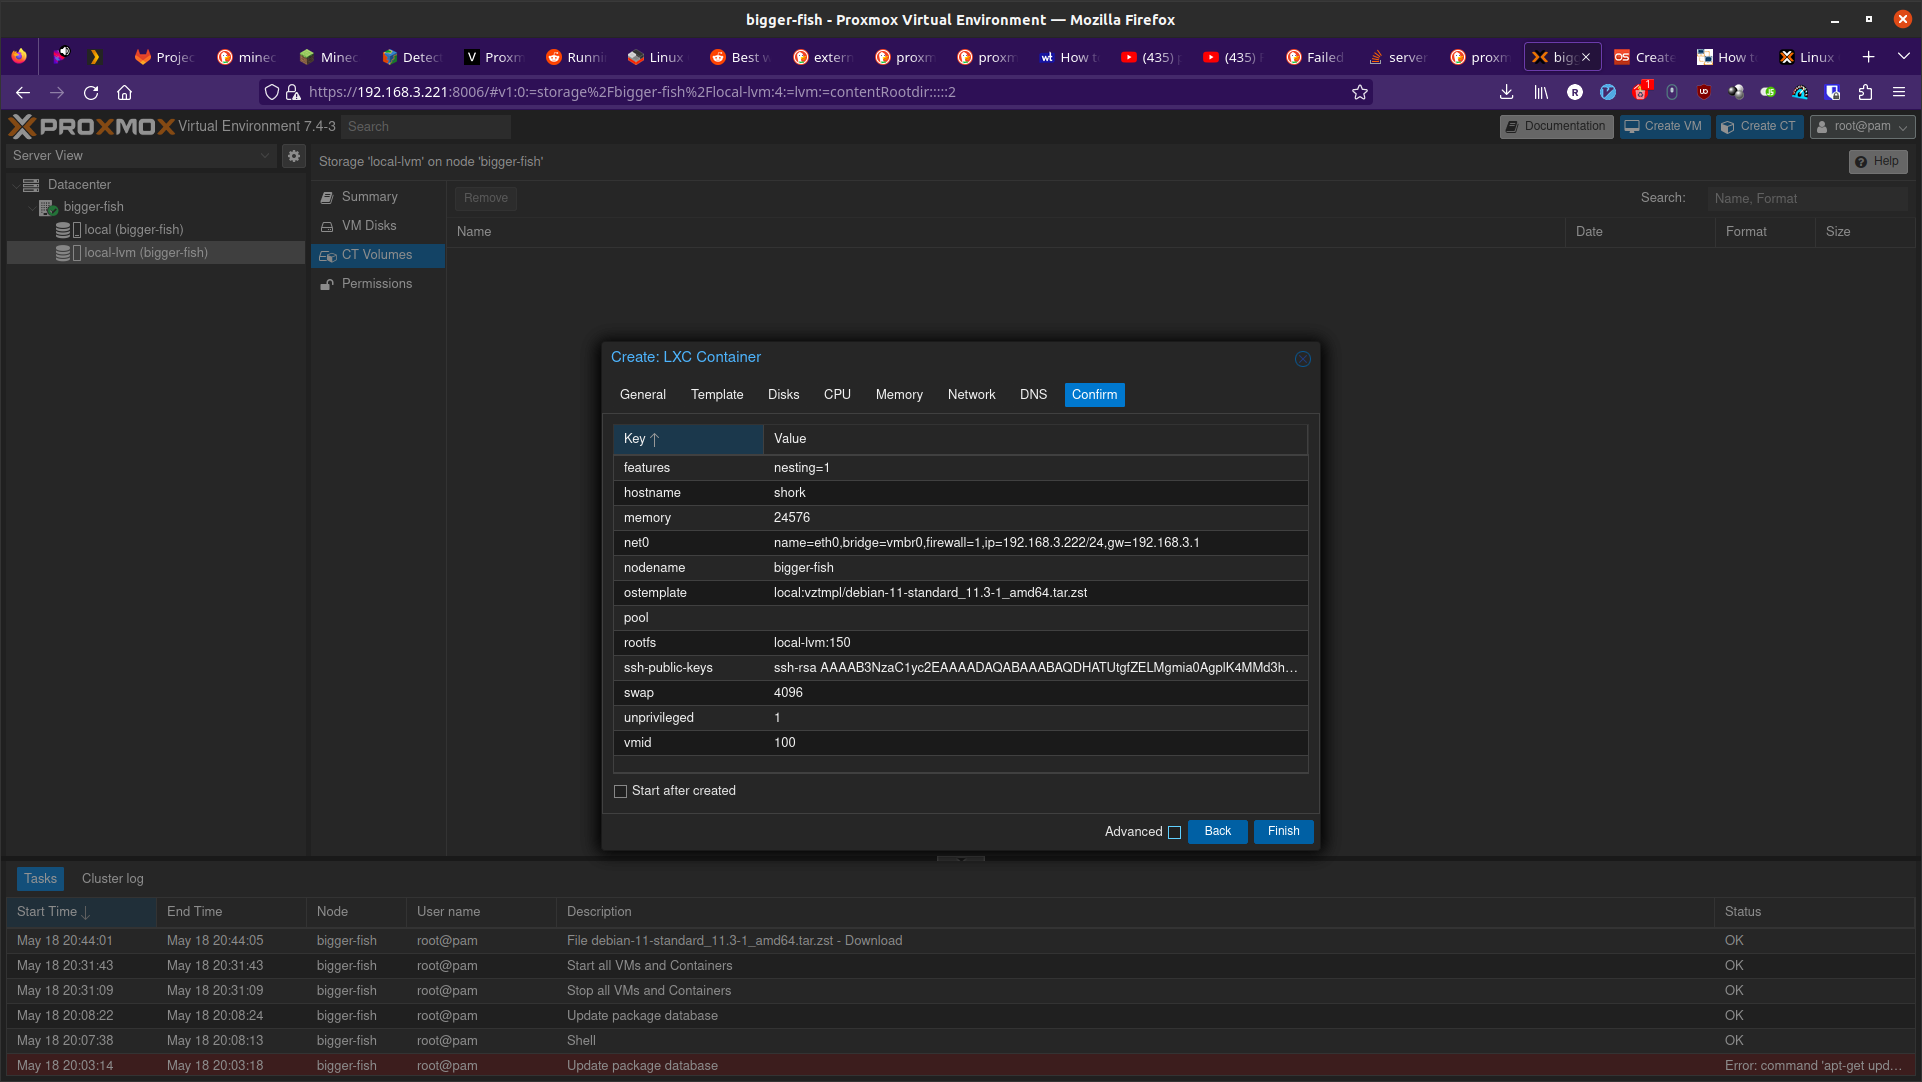 bigger-fish - Proxmox Virtual Environment — Mozilla Firefox
Projec minec Minec Detect Proxm Runni Linux Best w extern proxm proxm How t (435) p (435) Failed server proxm bigg Create How t Linux
https://192.168.3.221:8006/#v1:0:=storage%2Fbigger-fish%2Flocal-lvm:4:=lvm:=contentRootdir:::::2
PROXMOX Virtual Environment 7.4-3 Search Documentation Create VM Create CT root@pam
Server View
Storage 'local-lvm' on node 'bigger-fish' Help
Datacenter
bigger-fish
local (bigger-fish)
local-lvm (bigger-fish)
Summary
VM Disks
CT Volumes
Permissions
Remove Search: Name, Format
Name Date Format Size
Create: LXC Container
General Template Disks CPU Memory Network DNS Confirm
Key Value
features nesting=1
hostname shork
memory 24576
net0 name=eth0,bridge=vmbr0,firewall=1,ip=192.168.3.222/24,gw=192.168.3.1
nodename bigger-fish
ostemplate local:vztmpl/debian-11-standard_11.3-1_amd64.tar.zst
pool
rootfs local-lvm:150
ssh-public-keys ssh-rsa AAAAB3NzaC1yc2EAAAADAQABAAABAQDHATUtgfZELMgmia0AgplK4MMd3h...
swap 4096
unprivileged 1
vmid 100
Start after created
Advanced Back Finish
Tasks Cluster log
Start Time End Time Node User name Description Status
May 18 20:44:01 May 18 20:44:05 bigger-fish root@pam File debian-11-standard_11.3-1_amd64.tar.zst - Download OK
May 18 20:31:43 May 18 20:31:43 bigger-fish root@pam Start all VMs and Containers OK
May 18 20:31:09 May 18 20:31:09 bigger-fish root@pam Stop all VMs and Containers OK
May 18 20:08:22 May 18 20:08:24 bigger-fish root@pam Update package database OK
May 18 20:07:38 May 18 20:08:13 bigger-fish root@pam Shell OK
May 18 20:03:14 May 18 20:03:18 bigger-fish root@pam Update package database Error: command 'apt-get upd...